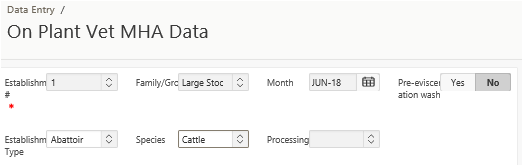 Data Entry /
On Plant Vet MHA Data
Establishm 1 Family/Gro Large Stoc Month JUN-18 Pre-eviscer Yes No
# ation wash
*
Establishm Abattoir Species Cattle Processing
Type